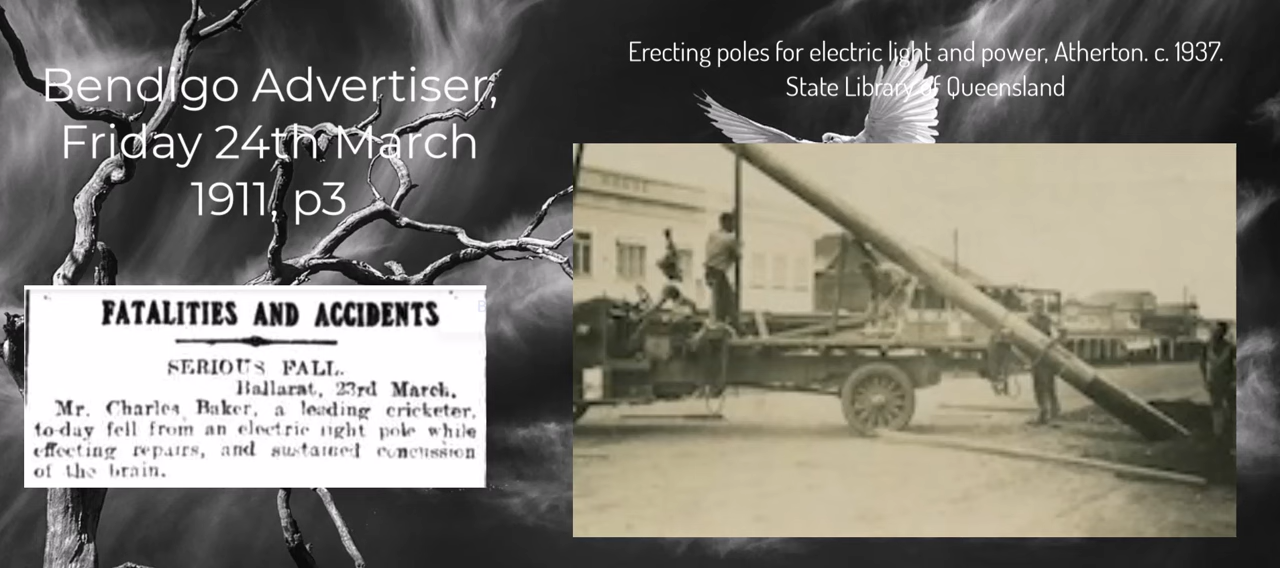 Bendigo Advertiser,
Friday 24th March
1911, p3
FATALITIES AND ACCIDENTS
SERIOUS FALL.
Ballarat, 23rd March.
Mr. Charles Baker, a leading cricketer,
to-day fell from an electric light pole while
effecting repairs, and sustained concussion
of the brain.
Erecting poles for electric light and power, Atherton. c. 1937.
State Library of Queensland